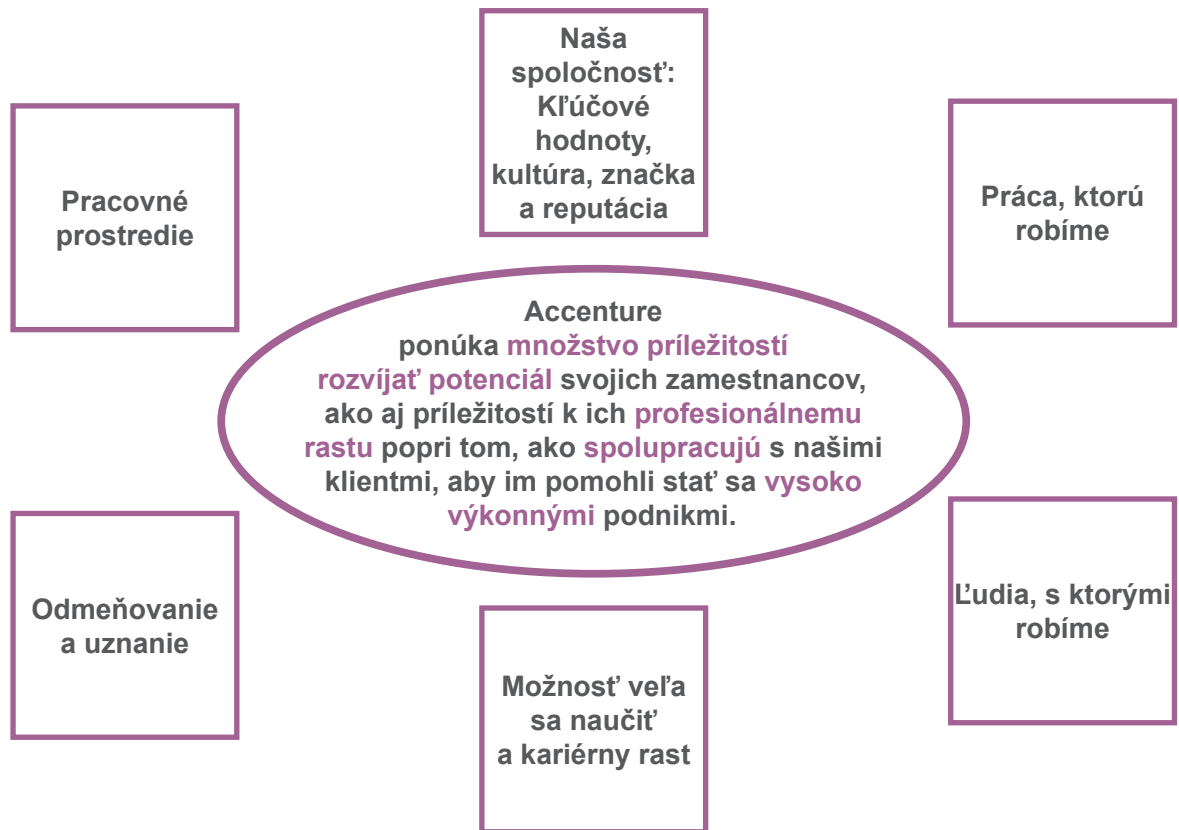 Naša
spoločnosť:
Kľúčové
hodnoty,
kultúra, značka
a reputácia
Pracovné
prostredie
Práca, ktorú
robíme
Accenture
ponúka množstvo príležitostí
rozvíjať potenciál svojich zamestnancov,
ako aj príležitostí k ich profesionálnemu
rastu popri tom, ako spolupracujú s našimi
klientmi, aby im pomohli stať sa vysoko
výkonnými podnikmi.
Odmeňovanie
a uznanie
Ľudia, s ktorými
robíme
Možnosť veľa
sa naučiť
a kariérny rast